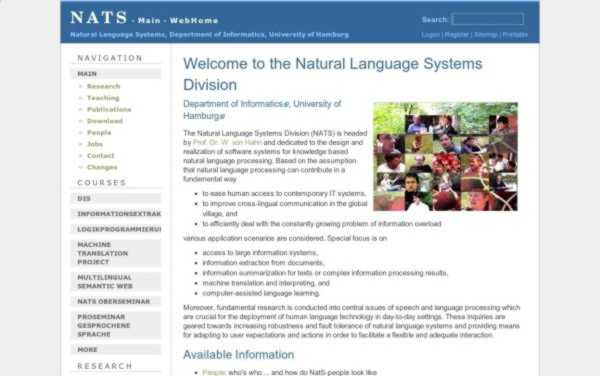 NATS - Main - WebHome
Search:
Natural Language Systems, Department of Informatics, University of Hamburg
Logon | Register | Sitemap | Printable
NAVIGATION
MAIN
Research
Teaching
Publications
Download
People
Jobs
Contact
Changes
COURSES
DIS
INFORMATIONSEXTRAK
LOGIKPROGRAMMIERU
MACHINE
TRANSLATION
PROJECT
MULTILINGUAL
SEMANTIC WEB
NATS OBERSEMINAR
PROSEMINAR
GESPROCHENE
SPRACHE
MORE
RESEARCH
Welcome to the Natural Language Systems
Division
Department of Informatics, University of
Hamburg
The Natural Language Systems Division (NATS) is headed
by Prof. Dr. W. von Hahn and dedicated to the design and
realization of software systems for knowledge based
natural language processing. Based on the assumption
that natural language processing can contribute in a
fundamental way
to ease human access to contemporary IT systems,
to improve cross-lingual communication in the global
village, and
to efficiently deal with the constantly growing problem of information overload
various application scenarios are considered. Special focus is on
access to large information systems,
information extraction from documents,
information summarization for texts or complex information processing results,
machine translation and interpreting, and
computer-assisted language learning.
Moreover, fundamental research is conducted into central issues of speech and language processing which
are crucial for the deployment of human language technology in day-to-day settings. These inquiries are
geared towards increasing robustness and fault tolerance of natural language systems and providing means
for adapting to user expectations and actions in order to facilitate a flexible and adequate interaction.
Available Information
People: who's who ... and how do NatS-people look like